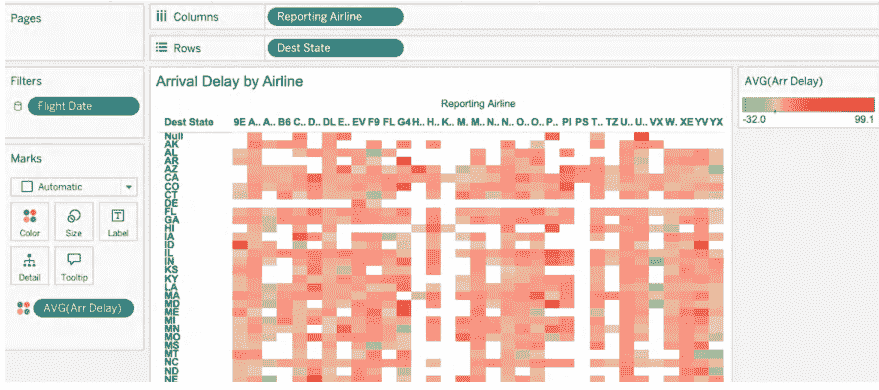 Pages
Columns
Reporting Airline
Rows
Dest State
Filters
Flight Date
Marks
Automatic
Color Size Label
Detail Tooltip
AVG(Arr Delay)
Arrival Delay by Airline
Reporting Airline
Dest State 9E A.. A.. B6 C.. D.. DL E.. EV F9 FL G4 H.. H.. K.. M. M.. N.. N.. O.. O.. P.. PI PS T.. TZ U.. U.. VX W. XE YV YX
Null
AK
AL
AR
AZ
CA
CO
CT
DE
FL
GA
HI
IA
ID
IL
IN
KS
KY
LA
MA
MD
ME
MI
MN
MO
MS
MT
NC
ND
NE
AVG(Arr Delay)
-32.0 99.1